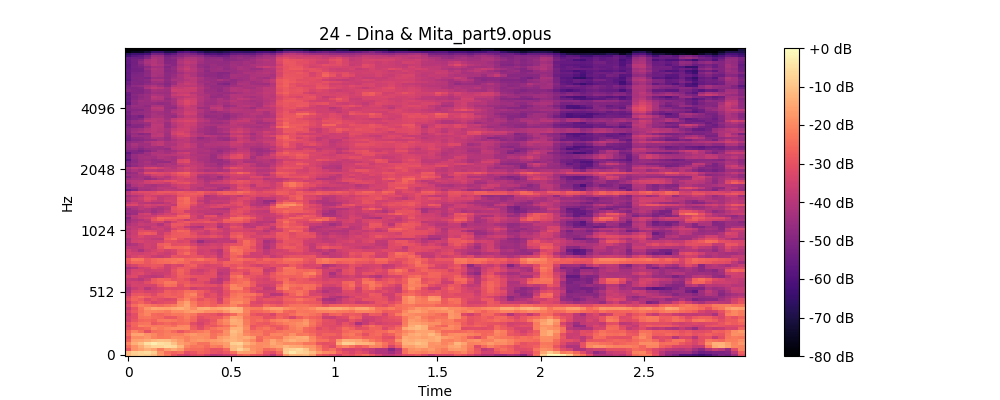 24 - Dina & Mita_part9.opus
Hz
4096
2048
1024
512
0
0
0.5
1
1.5
2
2.5
Time
+0 dB
-10 dB
-20 dB
-30 dB
-40 dB
-50 dB
-60 dB
-70 dB
-80 dB